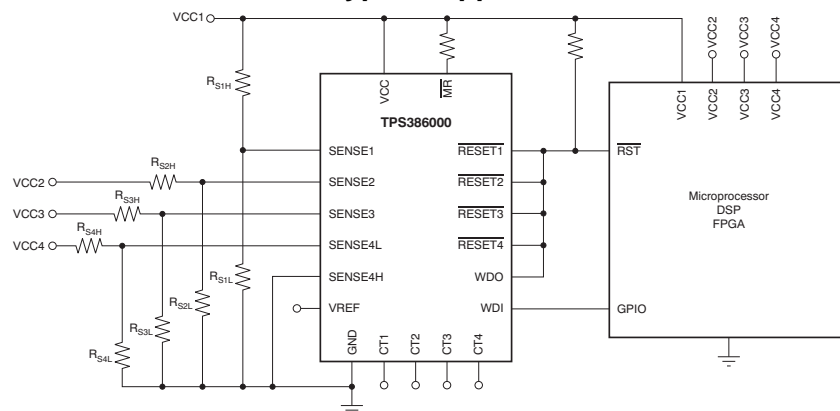 VCC1
VCC2
VCC3
VCC4
RS1H
VCC
MR
VCC1
VCC2
VCC3
VCC4
TPS386000
SENSE1
RESET1
RST
RS2H
VCC2
SENSE2
RESET2
RS3H
VCC3
SENSE3
RESET3
Microprocessor
DSP
FPGA
RS4H
VCC4
SENSE4L
RESET4
RS1L
SENSE4H
WDO
RS2L
VREF
WDI
GPIO
RS3L
RS4L
GND
CT1
CT2
CT3
CT4